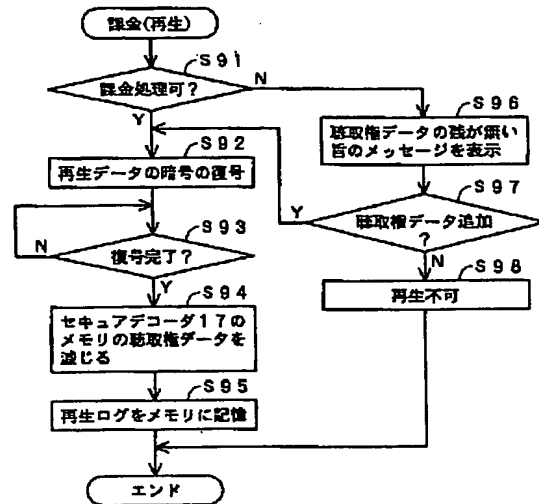 課金(再生)
S91
課金処理可?
N
Y
S92
再生データの暗号の復号
S93
復号完了?
N
Y
S94
セキュアデコーダ17の
メモリの聴取権データを
減じる
S95
再生ログをメモリに記憶
エンド
S96
聴取権データの残が無い
旨のメッセージを表示
S97
聴取権データ追加
?
Y
N
S98
再生不可